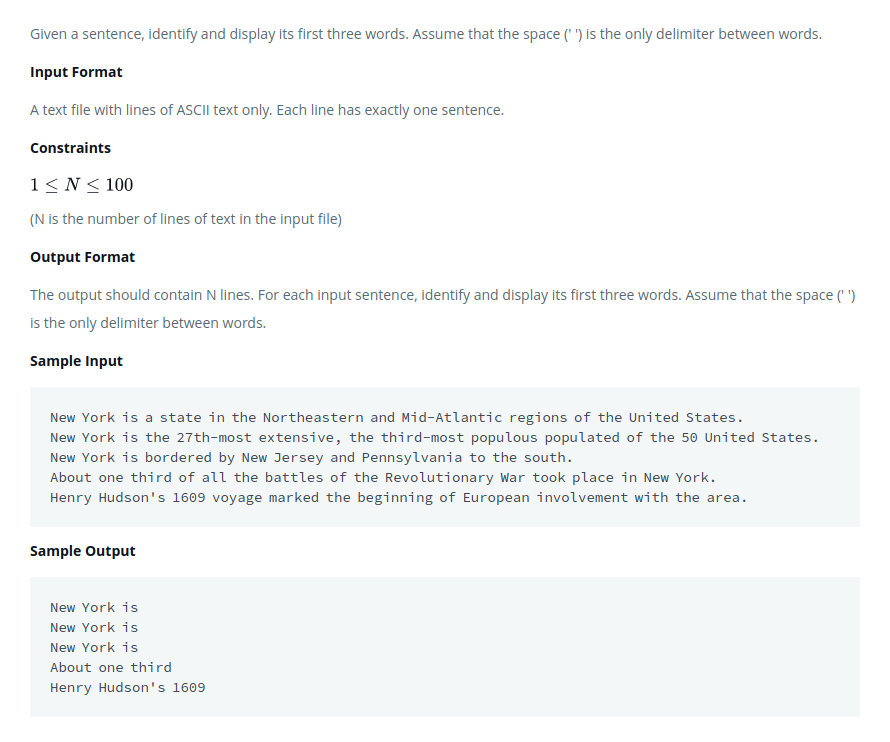 Given a sentence, identify and display its first three words. Assume that the space (' ') is the only delimiter between words.
Input Format
A text file with lines of ASCII text only. Each line has exactly one sentence.
Constraints
1 ≤ N ≤ 100
(N is the number of lines of text in the input file)
Output Format
The output should contain N lines. For each input sentence, identify and display its first three words. Assume that the space (' ')
is the only delimiter between words.
Sample Input
New York is a state in the Northeastern and Mid-Atlantic regions of the United States.
New York is the 27th-most extensive, the third-most populous populated of the 50 United States.
New York is bordered by New Jersey and Pennsylvania to the south.
About one third of all the battles of the Revolutionary War took place in New York.
Henry Hudson's 1609 voyage marked the beginning of European involvement with the area.
Sample Output
New York is
New York is
New York is
About one third
Henry Hudson's 1609